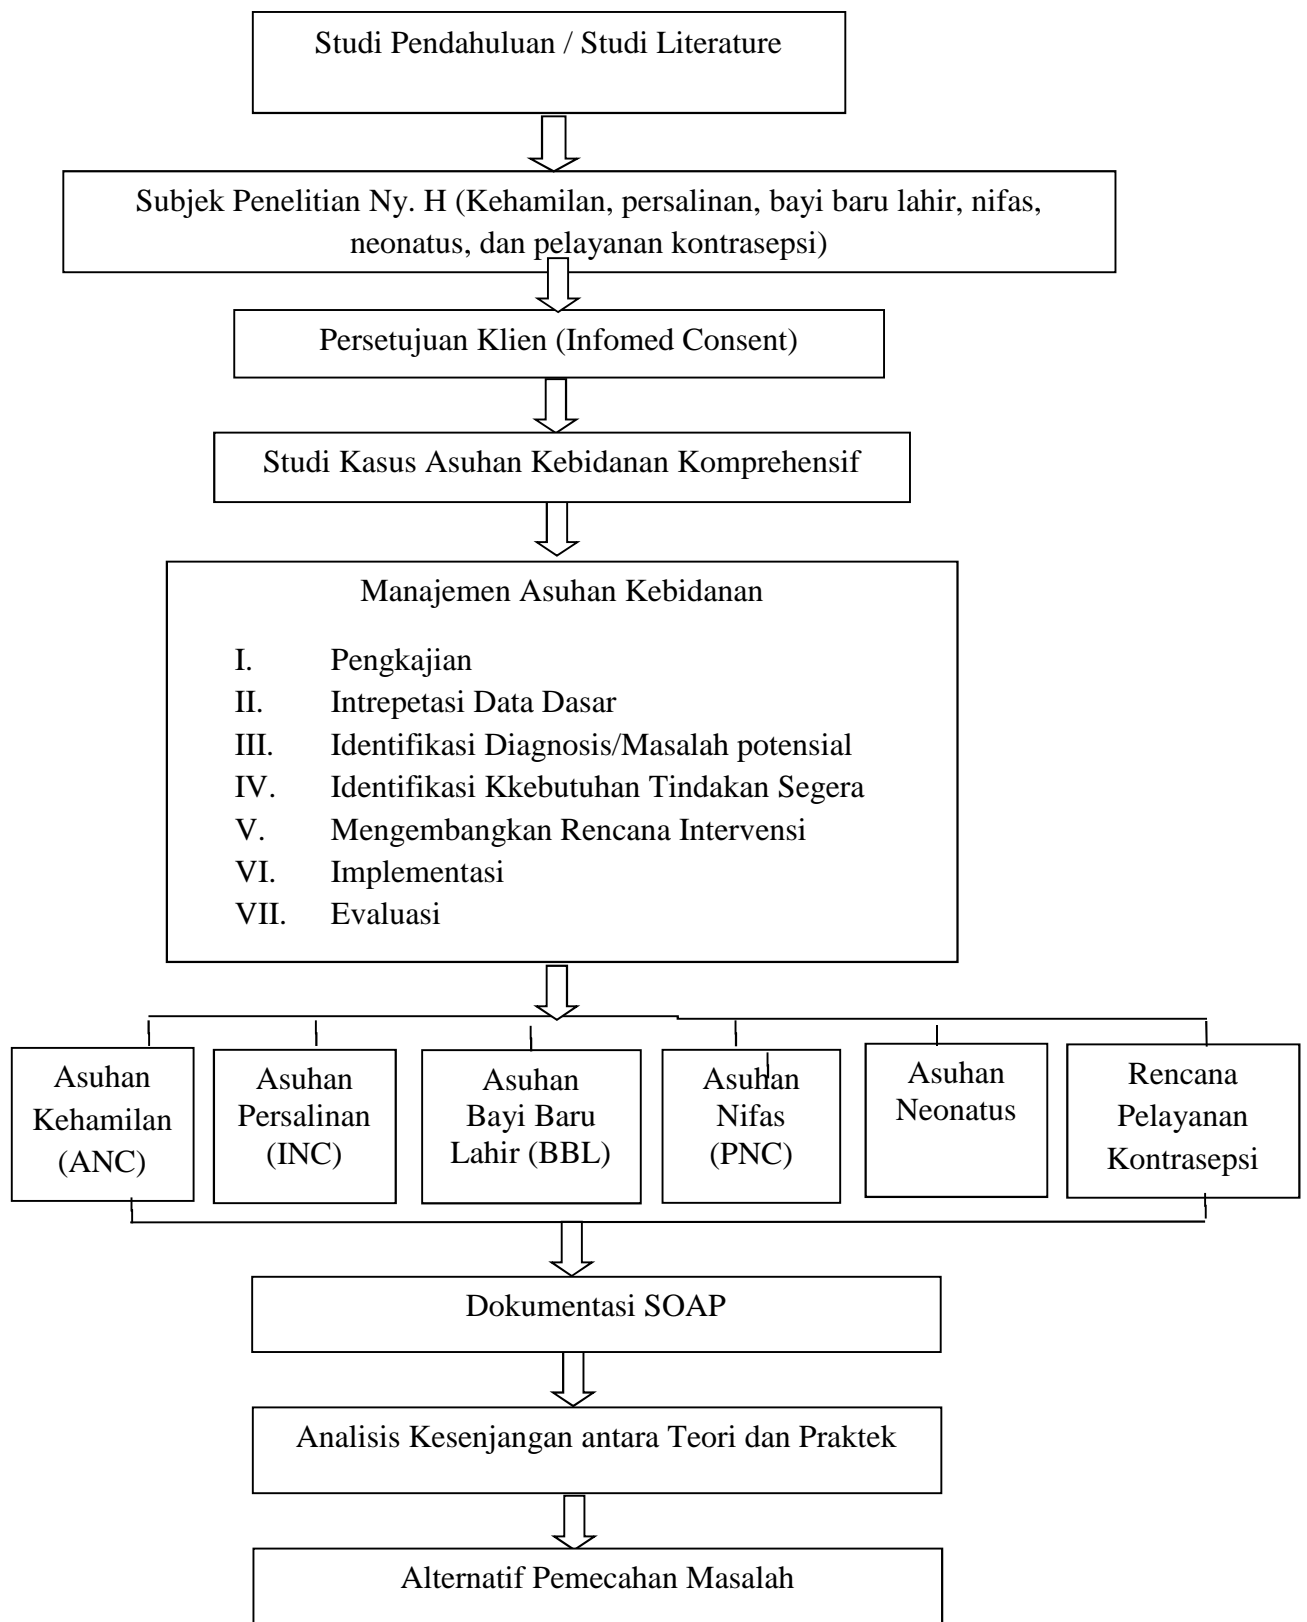 Studi Pendahuluan / Studi Literature
Subjek Penelitian Ny. H (Kehamilan, persalinan, bayi baru lahir, nifas,
neonatus, dan pelayanan kontrasepsi)
Persetujuan Klien (Infomed Consent)
Studi Kasus Asuhan Kebidanan Komprehensif
Manajemen Asuhan Kebidanan
I. Pengkajian
II. Intrepetasi Data Dasar
III. Identifikasi Diagnosis/Masalah potensial
IV. Identifikasi Kkebutuhan Tindakan Segera
V. Mengembangkan Rencana Intervensi
VI. Implementasi
VII. Evaluasi
Asuhan
Kehamilan
(ANC)
Asuhan
Persalinan
(INC)
Asuhan
Bayi Baru
Lahir (BBL)
Asuhan
Nifas
(PNC)
Asuhan
Neonatus
Rencana
Pelayanan
Kontrasepsi
Dokumentasi SOAP
Analisis Kesenjangan antara Teori dan Praktek
Alternatif Pemecahan Masalah